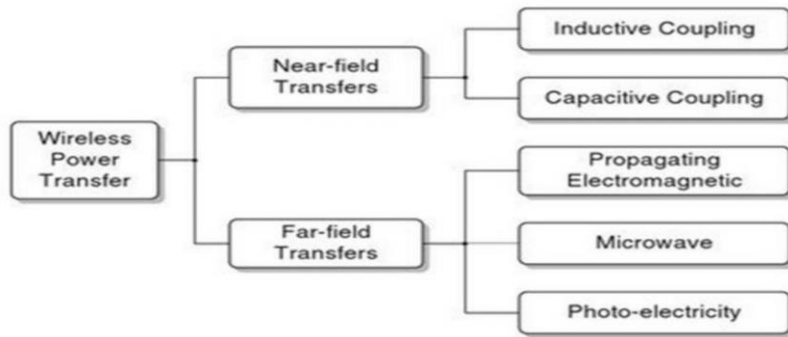 Wireless
Power
Transfer
Near-field
Transfers
Inductive Coupling
Capacitive Coupling
Far-field
Transfers
Propagating
Electromagnetic
Microwave
Photo-electricity